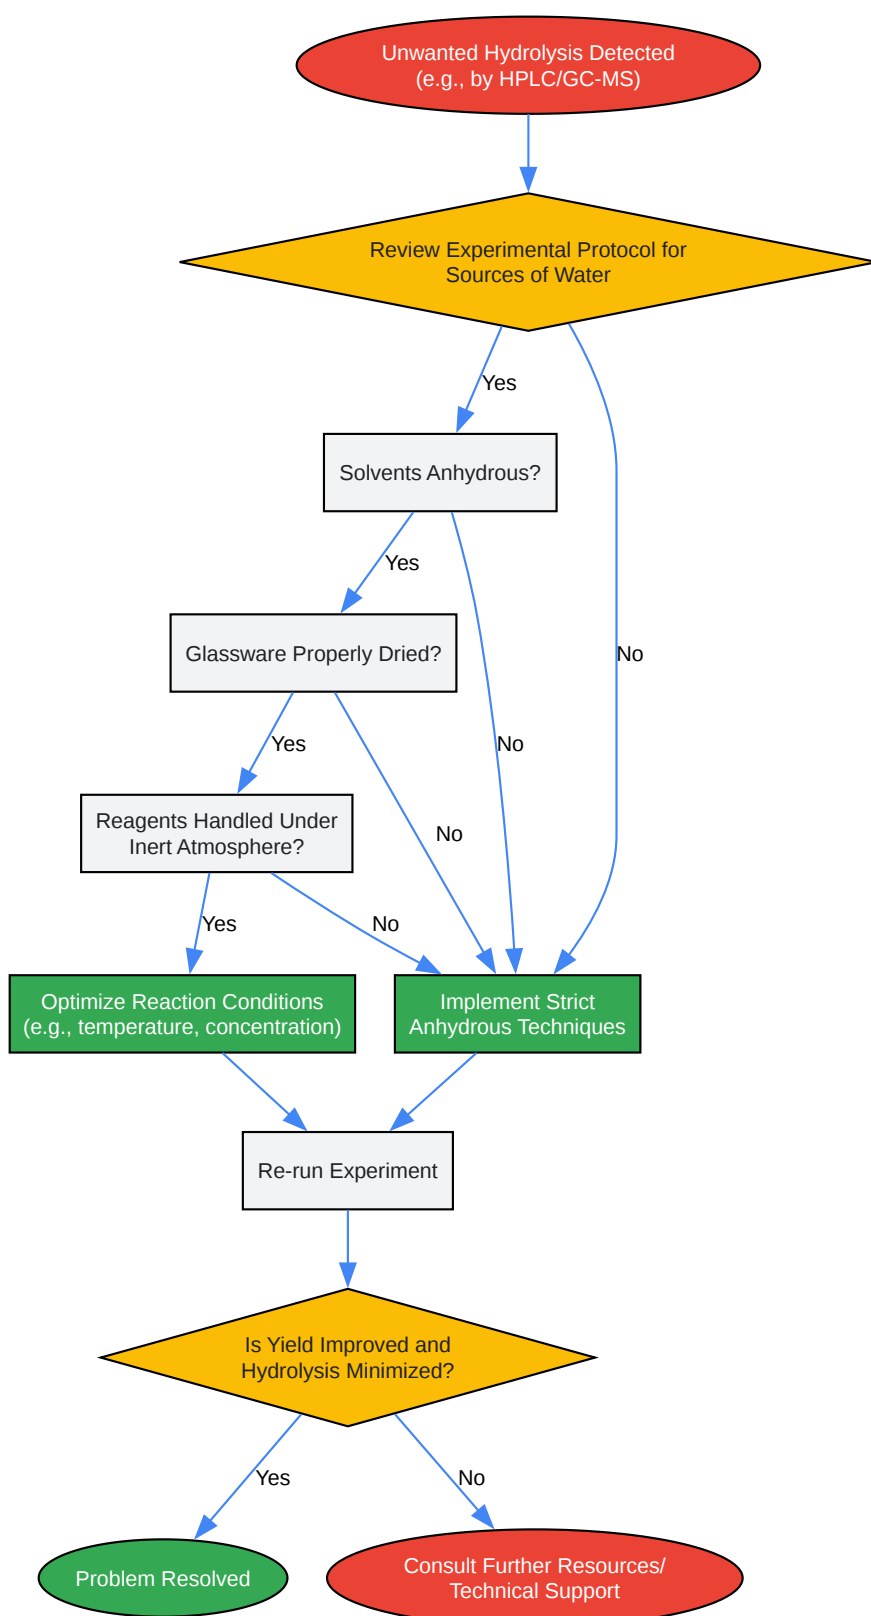 Unwanted Hydrolysis Detected
(e.g., by HPLC/GC-MS)
Review Experimental Protocol for
Sources of Water
Yes
Solvents Anhydrous?
Yes
Glassware Properly Dried?
No
Yes
No
Reagents Handled Under
Inert Atmosphere?
No
Yes
No
Optimize Reaction Conditions
(e.g., temperature, concentration)
Implement Strict
Anhydrous Techniques
Re-run Experiment
Is Yield Improved and
Hydrolysis Minimized?
Yes
No
Problem Resolved
Consult Further Resources/
Technical Support